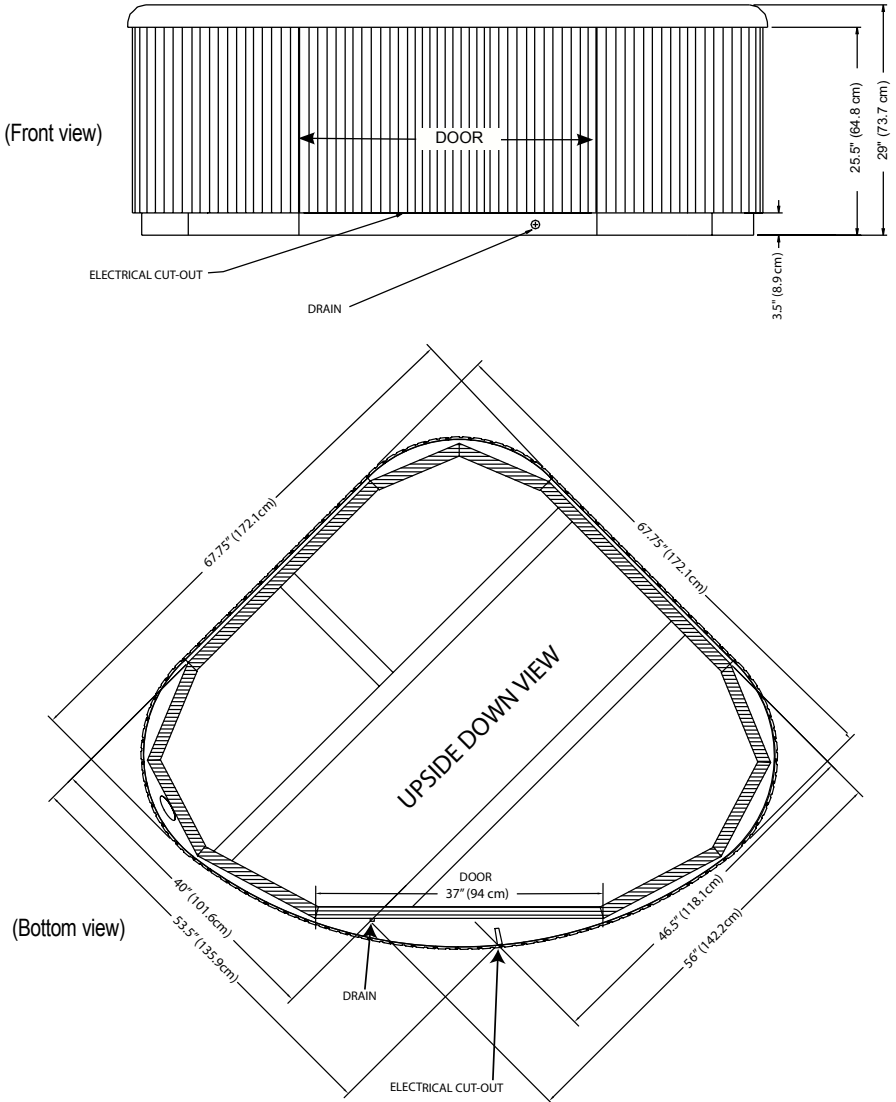 (Front view)
DOOR
25.5" (64.8 cm)
29" (73.7 cm)
3.5" (8.9 cm)
ELECTRICAL CUT-OUT
DRAIN
67.75" (172.1cm)
67.75" (172.1cm)
UPSIDE DOWN VIEW
DOOR
37" (94 cm)
40" (101.6cm)
53.5" (135.9cm)
46.5" (118.1cm)
56" (142.2cm)
(Bottom view)
DRAIN
ELECTRICAL CUT-OUT